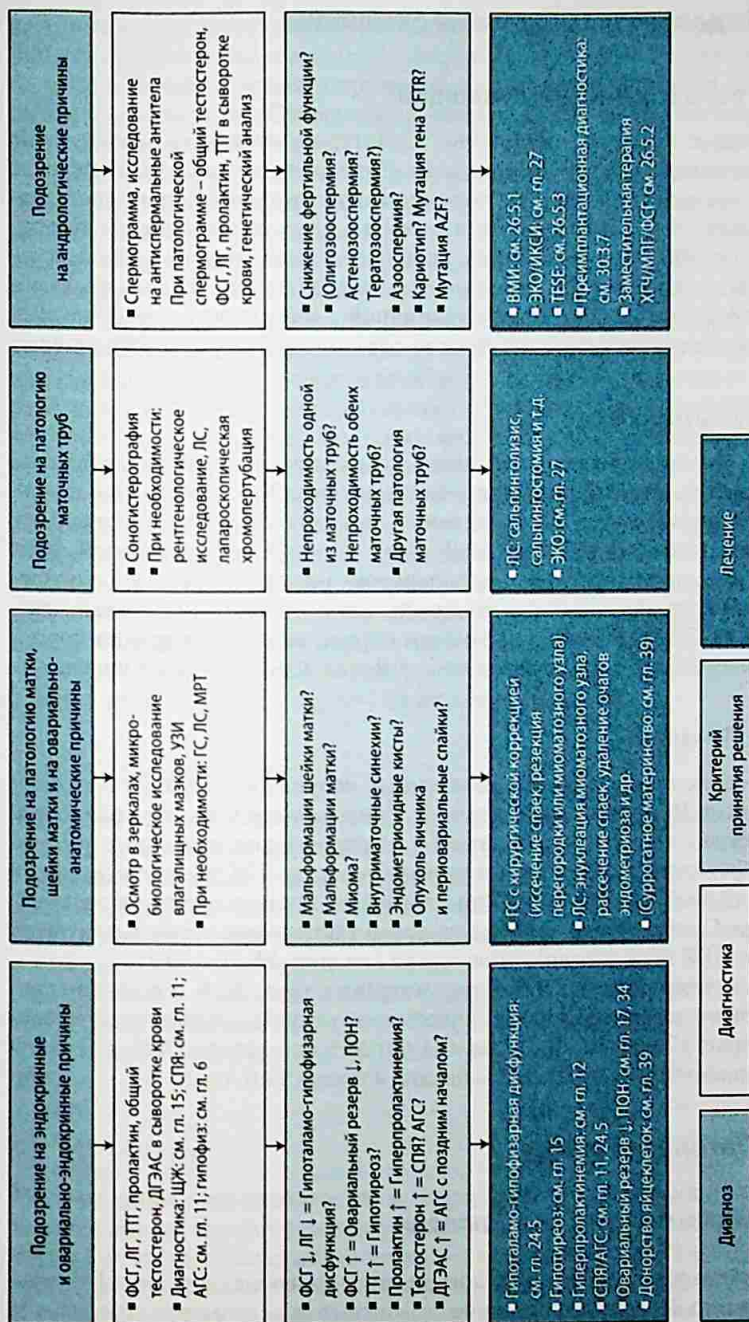 Подозрение на эндокринные
и овариально-эндокринные причины
■ ФСГ, ЛГ, ТТГ, пролактин, общий
тестостерон, ДГЭАС в сыворотке крови
■ Диагностика; ЩЖ: см. гл. 15; СПЯ: см. гл. 11;
АГС: см. гл. 11; гипофиз: см. гл. 6
■ ФСГ ↓, ЛГ ↓ = Гипоталамо-гипофизарная
дисфункция?
■ ФСГ ↑ = Овариальный резерв ↓, ПОН?
■ ТТГ ↑ = Гипотиреоз?
■ Пролактин ↑ = Гиперпролактинемия?
■ Тестостерон ↑ = СПЯ? АГС?
■ ДГЭАС ↑ = АГС с поздним началом?
■ Гипоталамо-гипофизарная дисфункция:
см. гл. 24.5
■ Гипотиреоз: см. гл. 15
■ Гиперпролактинемия: см. гл. 12
■ СПЯ/АГС: см. гл. 11, 24.5
■ Овариальный резерв ↓, ПОН: см. гл. 17, 34
■ Донорство яйцеклеток: см. гл. 39
Подозрение на патологию матки,
шейки матки и на овариально-
анатомические причины
■ Осмотр в зеркалах, микро-
биологическое исследование
влагалищных мазков, УЗИ
■ При необходимости: ГС, ЛС, МРТ
■ Мальформации шейки матки?
■ Мальформации матки?
■ Миома?
■ Внутриматочные синехии?
■ Эндометриоидные кисты?
■ Опухоль яичника
и периовариальные спайки?
■ ГС с хирургической коррекцией
(иссечение спаек, резекция
перегородки или миоматозного узла)
■ ЛС: энуклеация миоматозного узла,
рассечение спаек, удаление очагов
эндометриоза и др.
■ (Суррогатное материнство: см. гл. 39)
Подозрение на патологию
маточных труб
■ Соногистерография
■ При необходимости:
рентгенологическое
исследование, ЛС,
лапароскопическая
хромопертубация
■ Непроходимость одной
из маточных труб?
■ Непроходимость обеих
маточных труб?
■ Другая патология
маточных труб?
■ ЛС: сальпинголизис,
сальпингостомия и т.д.
■ ЭКО: см. гл. 27
Подозрение
на андрологические причины
■ Спермограмма, исследование
на антиспермальные антитела
При патологической
спермограмме – общий тестостерон,
ФСГ, ЛГ, пролактин, ТТГ в сыворотке
крови, генетический анализ
■ Снижение фертильной функции?
■ (Олигозооспермия?
Астенозооспермия?
Тератозооспермия?)
■ Азооспермия?
■ Кариотип? Мутация гена CFTR?
■ Мутация AZF?
■ ВМИ: см. 26.5.1
■ ЭКО/ИКСИ: см. гл. 27
■ TESE: см. 26.5.3
■ Преимплантационная диагностика:
см. 30.3.7
■ Заместительная терапия
ХГЧ/МПГ/ФСГ: см. 26.5.2
Диагноз
Диагностика
Критерий
принятия решения
Лечение